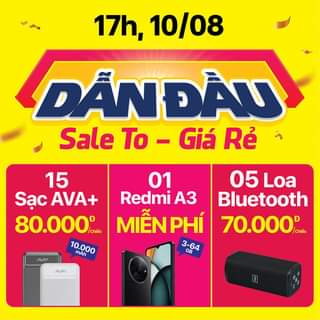 17h, 10/08
DẪN ĐẦU
Sale To – Giá Rẻ
15
Sạc AVA+
80.000Đ/Chiếc
10.000
mAh
01
Redmi A3
MIỄN PHÍ
3-64
GB
05 Loa
Bluetooth
70.000Đ/Chiếc